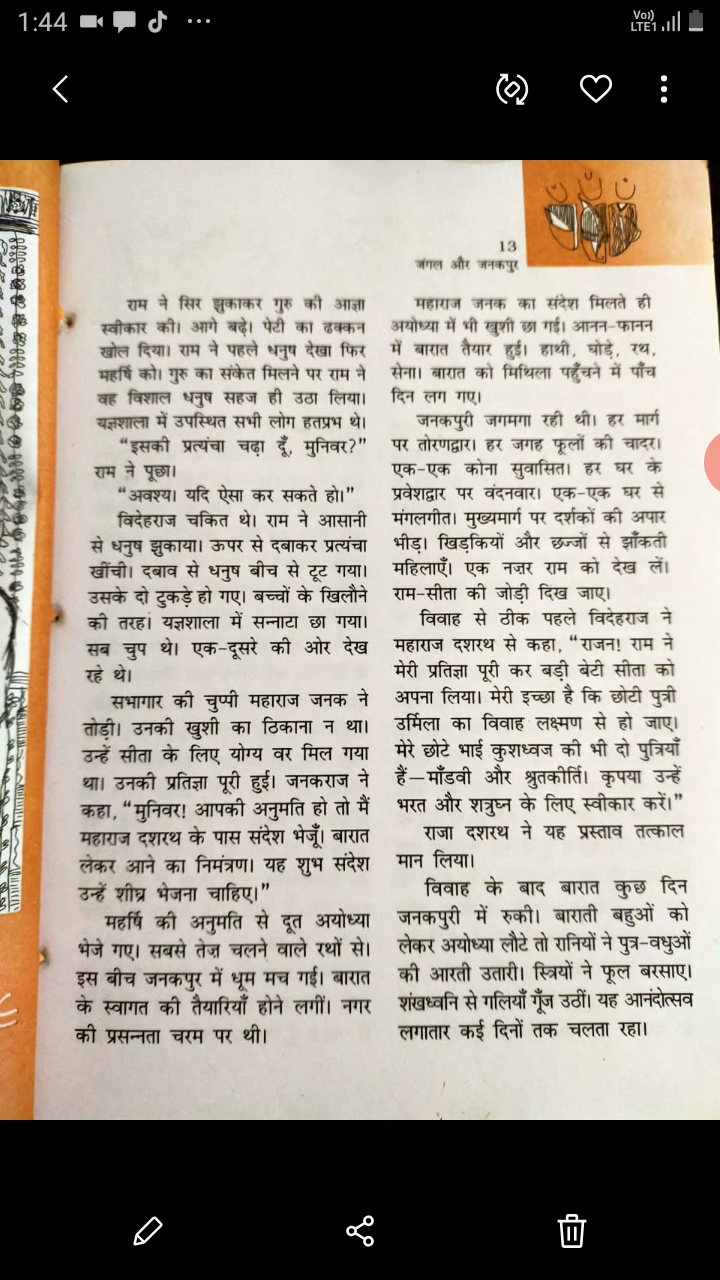 1:44
Vo))
LTE1
13
जंगल और जनकपुर
राम ने सिर झुकाकर गुरु की आज्ञा
स्वीकार की। आगे बढ़े। पेटी का ढक्कन
खोल दिया। राम ने पहले धनुष देखा फिर
महर्षि को। गुरु का संकेत मिलने पर राम ने
वह विशाल धनुष सहज ही उठा लिया।
यज्ञशाला में उपस्थित सभी लोग हतप्रभ थे।
“इसकी प्रत्यंचा चढ़ा दूँ, मुनिवर?”
राम ने पूछा।
“अवश्य। यदि ऐसा कर सकते हो।”
विदेहराज चकित थे। राम ने आसानी
से धनुष झुकाया। ऊपर से दबाकर प्रत्यंचा
खींची। दबाव से धनुष बीच से टूट गया।
उसके दो टुकड़े हो गए। बच्चों के खिलौने
की तरह। यज्ञशाला में सन्नाटा छा गया।
सब चुप थे। एक-दूसरे की ओर देख
रहे थे।
सभागार की चुप्पी महाराज जनक ने
तोड़ी। उनकी खुशी का ठिकाना न था।
उन्हें सीता के लिए योग्य वर मिल गया
था। उनकी प्रतिज्ञा पूरी हुई। जनकराज ने
कहा, “मुनिवर! आपकी अनुमति हो तो मैं
महाराज दशरथ के पास संदेश भेजूँ। बारात
लेकर आने का निमंत्रण। यह शुभ संदेश
उन्हें शीघ्र भेजना चाहिए।”
महर्षि की अनुमति से दूत अयोध्या
भेजे गए। सबसे तेज़ चलने वाले रथों से।
इस बीच जनकपुर में धूम मच गई। बारात
के स्वागत की तैयारियाँ होने लगीं। नगर
की प्रसन्नता चरम पर थी।
महाराज जनक का संदेश मिलते ही
अयोध्या में भी खुशी छा गई। आनन-फानन
में बारात तैयार हुई। हाथी, घोड़े, रथ,
सेना। बारात को मिथिला पहुँचने में पाँच
दिन लग गए।
जनकपुरी जगमगा रही थी। हर मार्ग
पर तोरणद्वार। हर जगह फूलों की चादर।
एक-एक कोना सुवासित। हर घर के
प्रवेशद्वार पर वंदनवार। एक-एक घर से
मंगलगीत। मुख्यमार्ग पर दर्शकों की अपार
भीड़। खिड़कियों और छज्जों से झाँकती
महिलाएँ। एक नज़र राम को देख लें।
राम-सीता की जोड़ी दिख जाए।
विवाह से ठीक पहले विदेहराज ने
महाराज दशरथ से कहा, “राजन! राम ने
मेरी प्रतिज्ञा पूरी कर बड़ी बेटी सीता को
अपना लिया। मेरी इच्छा है कि छोटी पुत्री
उर्मिला का विवाह लक्ष्मण से हो जाए।
मेरे छोटे भाई कुशध्वज की भी दो पुत्रियाँ
हैं—माँडवी और श्रुतकीर्ति। कृपया उन्हें
भरत और शत्रुघ्न के लिए स्वीकार करें।”
राजा दशरथ ने यह प्रस्ताव तत्काल
मान लिया।
विवाह के बाद बारात कुछ दिन
जनकपुरी में रुकी। बाराती बहुओं को
लेकर अयोध्या लौटे तो रानियों ने पुत्र-वधुओं
की आरती उतारी। स्त्रियों ने फूल बरसाए।
शंखध्वनि से गलियाँ गूँज उठीं। यह आनंदोत्सव
लगातार कई दिनों तक चलता रहा।